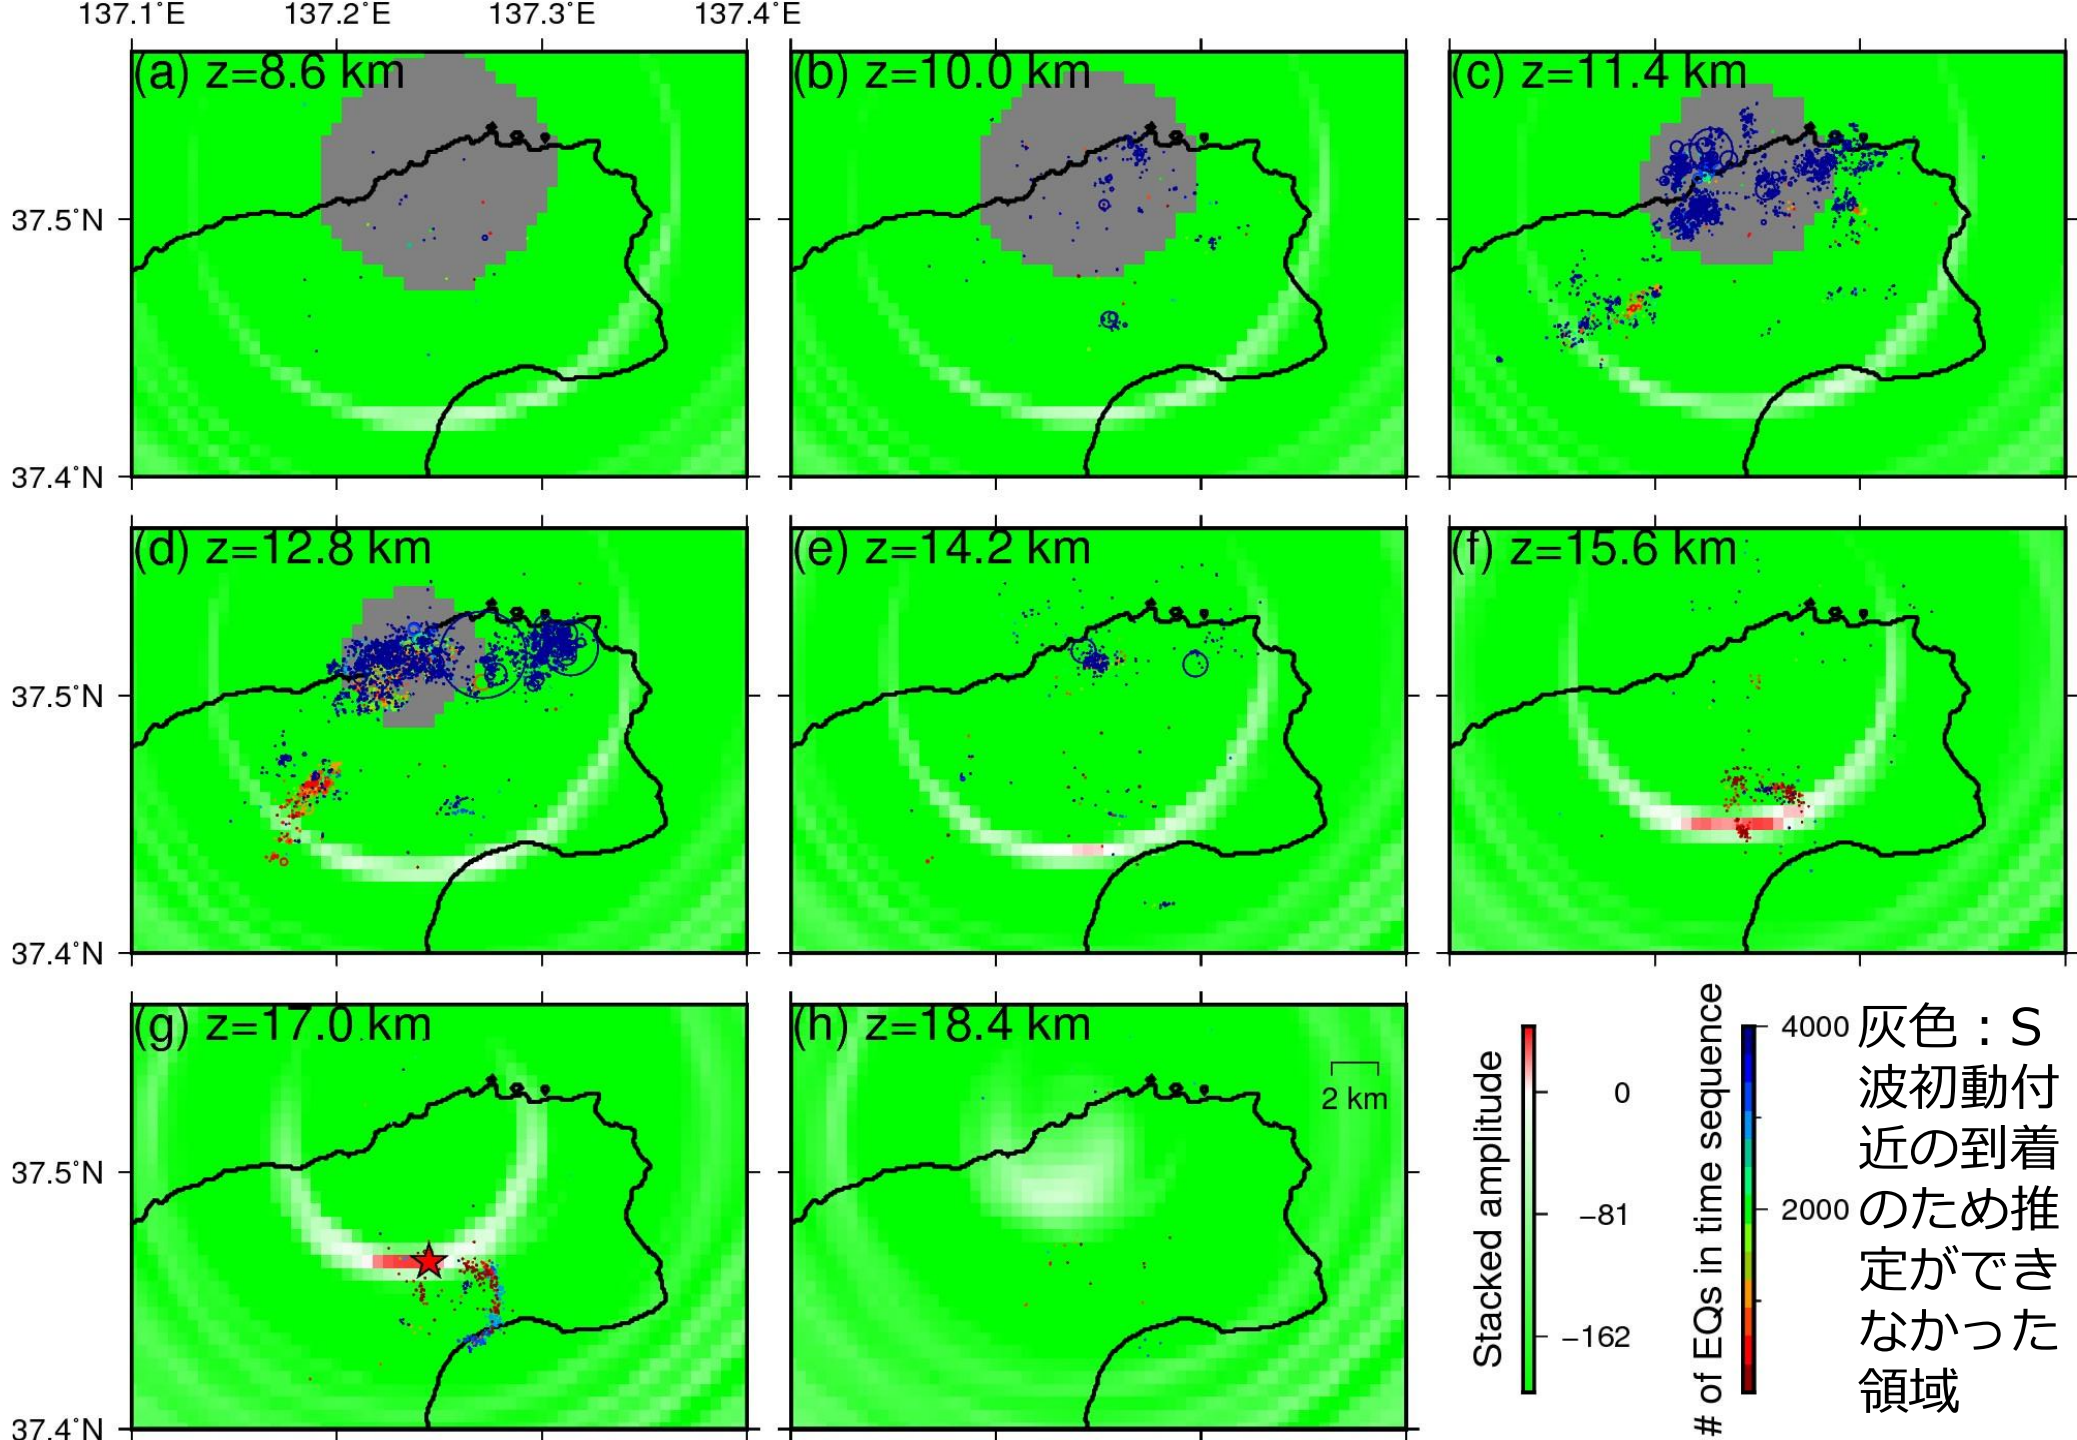 137.1°E 137.2°E 137.3°E 137.4°E
(a) z=8.6 km
(b) z=10.0 km
(c) z=11.4 km
37.5°N
37.4°N
(d) z=12.8 km
(e) z=14.2 km
(f) z=15.6 km
37.5°N
37.4°N
(g) z=17.0 km
(h) z=18.4 km
37.5°N
37.4°N
2 km
Stacked amplitude
0
−81
−162
# of EQs in time sequence
4000
2000
灰色：S
波初動付
近の到着
のため推
定ができ
なかった
領域